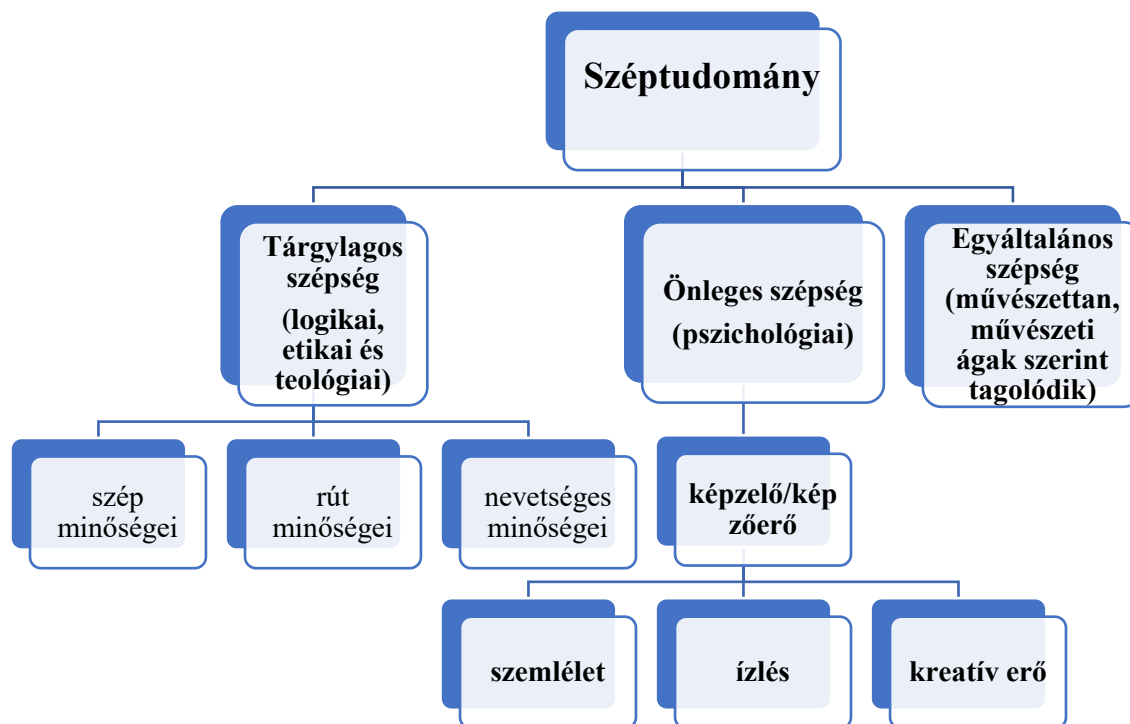 Széptudomány
Tárgylagos
szépség
(logikai,
etikai és
teológiai)
Önleges szépség
(pszichológiai)
Egyáltalános
szépség
(művészettan,
művészeti
ágak szerint
tagolódik)
szép
minőségei
rút
minőségei
nevetséges
minőségei
képzelő/kép
zőerő
szemlélet
ízlés
kreatív erő